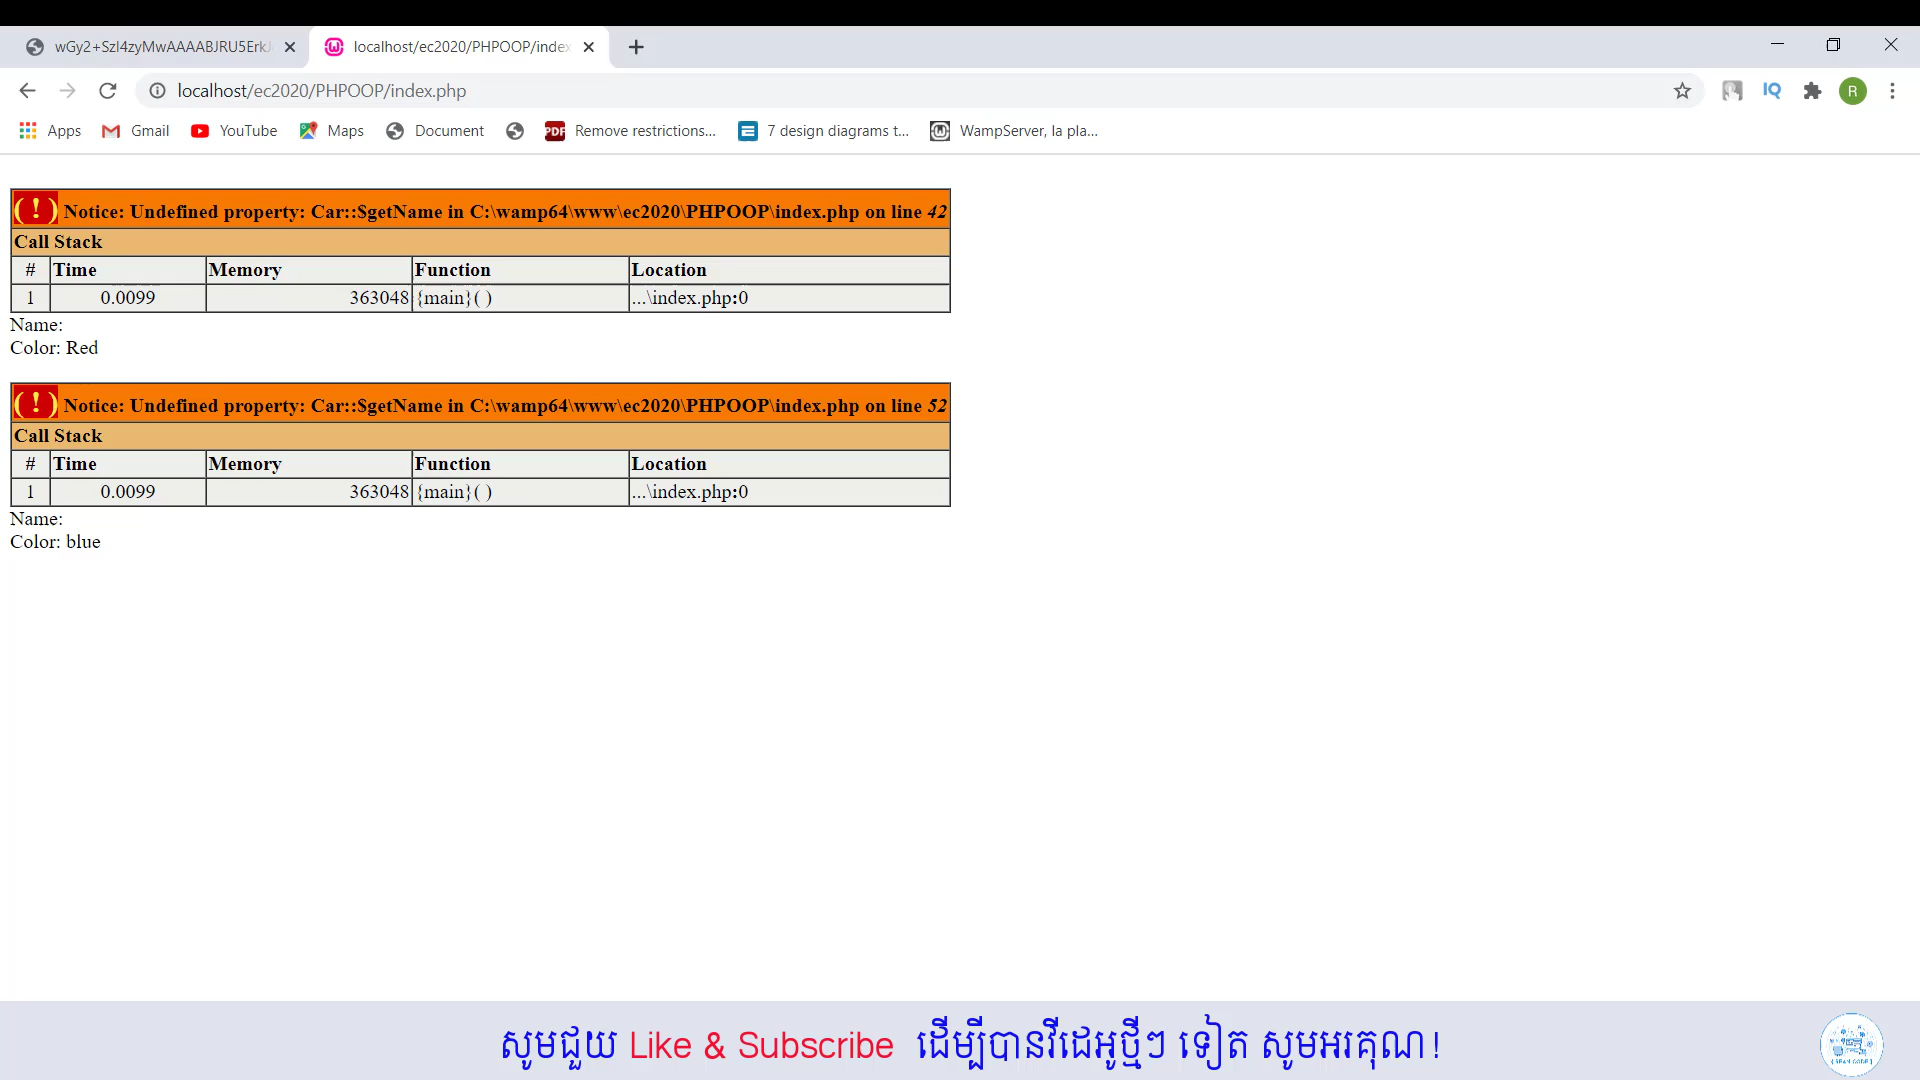 wGy2+SzI4zyMwAAAABJRU5ErkJ
localhost/ec2020/PHPOOP/index
localhost/ec2020/PHPOOP/index.php
IQ
R
Apps
Gmail
YouTube
Maps
Document
PDF
Remove restrictions...
7 design diagrams t...
WampServer, la pla...
( ! ) Notice: Undefined property: Car::$getName in C:\wamp64\www\ec2020\PHPOOP\index.php on line 42
Call Stack
# Time Memory Function Location
1 0.0099 363048 {main}( ) ...\index.php:0
Name:
Color: Red
( ! ) Notice: Undefined property: Car::$getName in C:\wamp64\www\ec2020\PHPOOP\index.php on line 52
Call Stack
# Time Memory Function Location
1 0.0099 363048 {main}( ) ...\index.php:0
Name:
Color: blue
សូមជួយ Like & Subscribe ដើម្បីបានវីដេអូថ្មីៗ ទៀត សូមអរគុណ!